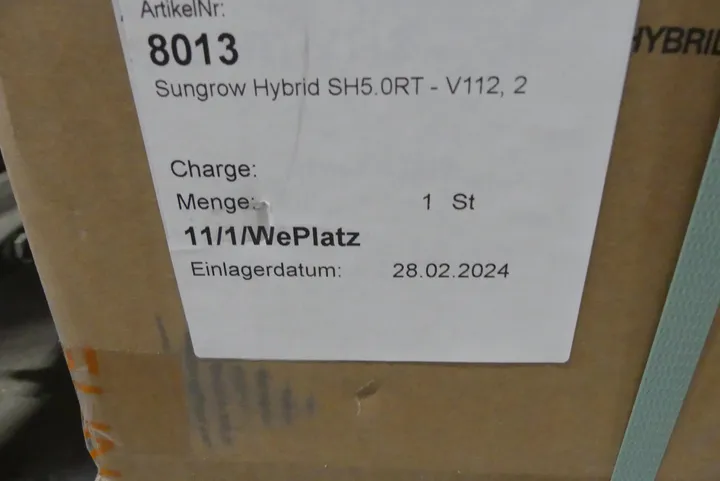 ArtikelNr:
8013
Sungrow Hybrid SH5.0RT - V112, 2
Charge:
Menge: 1 St
11/1/WePlatz
Einlagerdatum: 28.02.2024
HYBRID